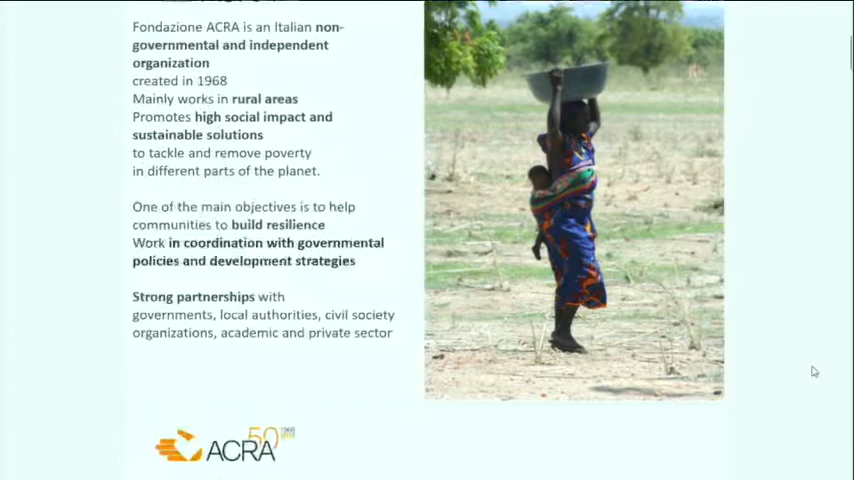 Fondazione ACRA is an Italian non-
governmental and independent
organization
created in 1968
Mainly works in rural areas
Promotes high social impact and
sustainable solutions
to tackle and remove poverty
in different parts of the planet.
One of the main objectives is to help
communities to build resilience
Work in coordination with governmental
policies and development strategies
Strong partnerships with
governments, local authorities, civil society
organizations, academic and private sector
50
ACRA